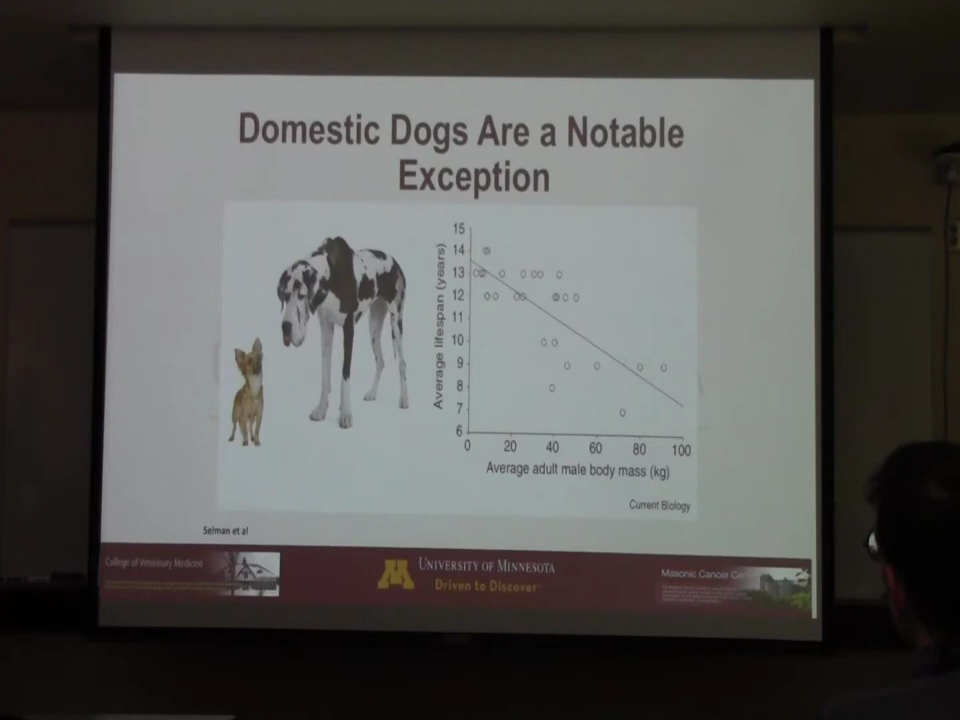 Domestic Dogs Are a Notable
Exception
15
14
13
12
11
10
9
8
7
6
Average lifespan (years)
0 20 40 60 80 100
Average adult male body mass (kg)
Current Biology
Selman et al
College of Veterinary Medicine
M
UNIVERSITY OF MINNESOTA
Driven to Discover
Masonic Cancer